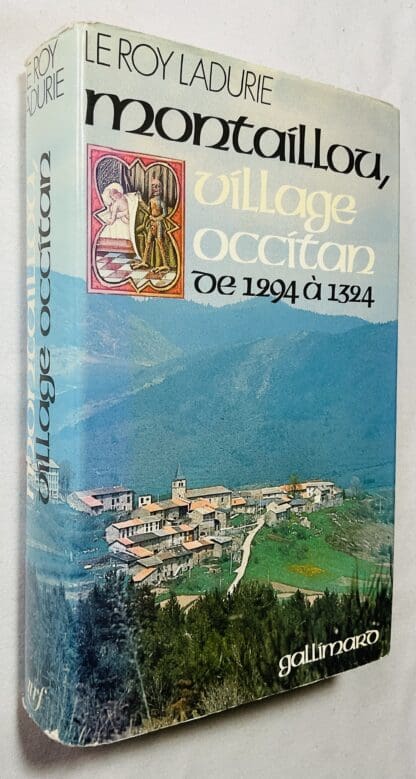 LE ROY LADURIE
montaillou,
village
occitan
de 1294 à 1324
gallimard
LE ROY
LADURIE
montaillou
village occitan
nrf